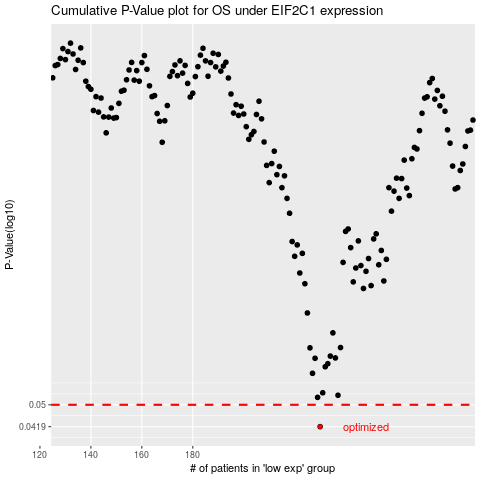 Cumulative P-Value plot for OS under EIF2C1 expression
P-Value(log10)
0.05
0.0419
optimized
120 140 160 180
# of patients in 'low exp' group